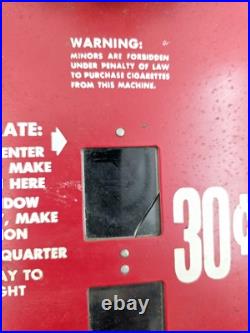 WARNING:
MINORS ARE FORBIDDEN
UNDER PENALTY OF LAW
TO PURCHASE CIGARETTES
FROM THIS MACHINE.
ATE:
ENTER
MAKE
HERE
DOW
, MAKE
ON
QUARTER
AY TO
GHT
30¢